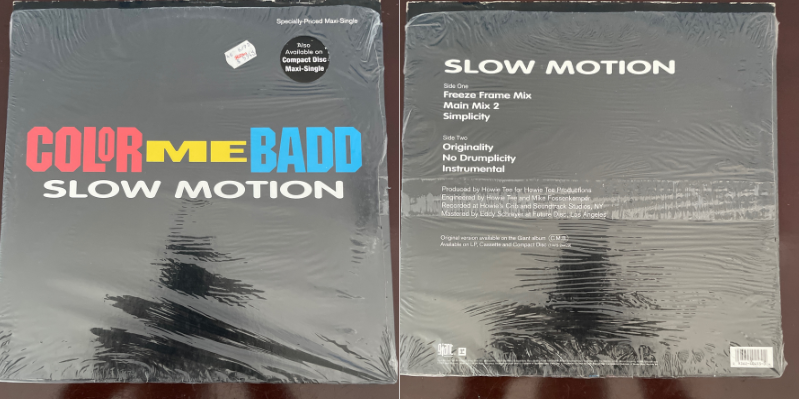 Specially-Priced Maxi-Single
Also
Available on
Compact Disc
Maxi-Single
COLOR ME BADD
SLOW MOTION
SLOW MOTION
Side One
Freeze Frame Mix
Main Mix 2
Simplicity
Side Two
Originality
No Drumplicity
Instrumental
Produced by Howie Tee for Howie Tee Productions
Engineered by Howie Tee and Mike Fossenkemper
Recorded at Howie's Crib and Soundtrack Studios, NY
Mastered by Eddy Schreyer at Future Disc, Los Angeles
Original version available on the Giant album C.M.B.
Available on LP, Cassette and Compact Disc